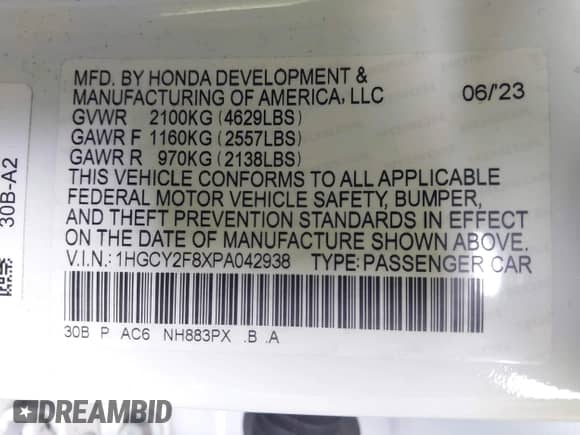 MFD. BY HONDA DEVELOPMENT &
MANUFACTURING OF AMERICA, LLC 06/'23
GVWR 2100KG (4629LBS)
GAWR F 1160KG (2557LBS)
GAWR R 970KG (2138LBS)
THIS VEHICLE CONFORMS TO ALL APPLICABLE
FEDERAL MOTOR VEHICLE SAFETY, BUMPER,
AND THEFT PREVENTION STANDARDS IN EFFECT
ON THE DATE OF MANUFACTURE SHOWN ABOVE.
V.I.N.: 1HGCY2F8XPA042938 TYPE: PASSENGER CAR
30B P AC6 NH883PX .B .A
30B-A2
DREAMBID